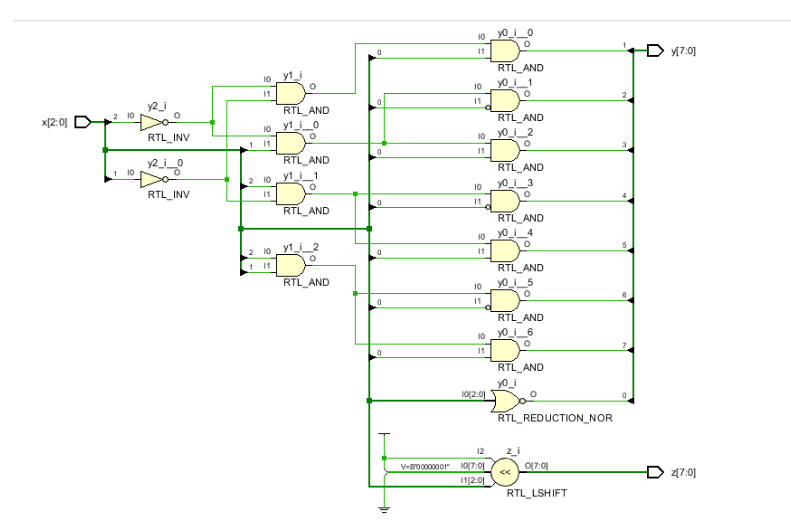 x[2:0]
2 I0 y2_i O
RTL_INV
1 I0 y2_i__0 O
RTL_INV
I0 y1_i O
I1
RTL_AND
I0 y1_i__0 O
1 I1
RTL_AND
2 I0 y1_i__1 O
I1
RTL_AND
2 I0 y1_i__2 O
1 I1
RTL_AND
I0 y0_i__0 O 1
0 I1
RTL_AND
y[7:0]
I0 y0_i__1 O 2
0 I1
RTL_AND
I0 y0_i__2 O 3
0 I1
RTL_AND
I0 y0_i__3 O 4
0 I1
RTL_AND
I0 y0_i__4 O 5
0 I1
RTL_AND
I0 y0_i__5 O 6
0 I1
RTL_AND
I0 y0_i__6 O 7
0 I1
RTL_AND
y0_i
I0[2:0] O 0
RTL_REDUCTION_NOR
z_i
I2
V=B"00000001" I0[7:0] << O[7:0] z[7:0]
I1[2:0]
RTL_LSHIFT